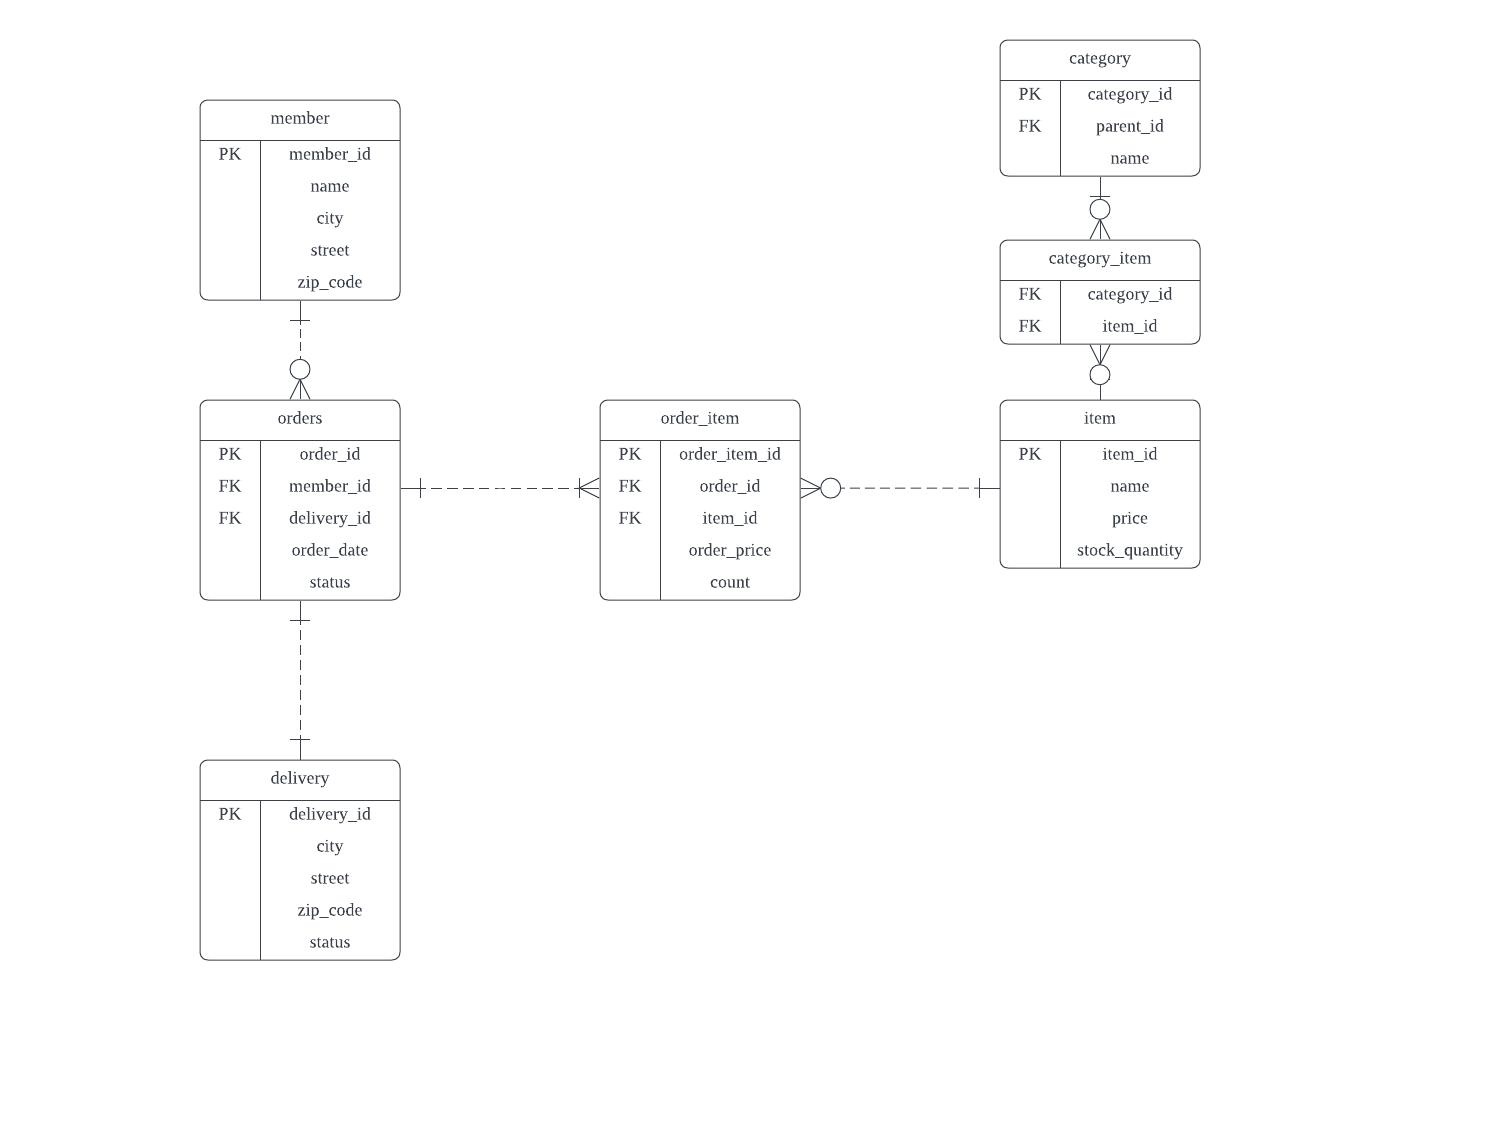 category
PK category_id
FK parent_id
name
member
PK member_id
name
city
street
zip_code
category_item
FK category_id
FK item_id
orders
PK order_id
FK member_id
FK delivery_id
order_date
status
order_item
PK order_item_id
FK order_id
FK item_id
order_price
count
item
PK item_id
name
price
stock_quantity
delivery
PK delivery_id
city
street
zip_code
status